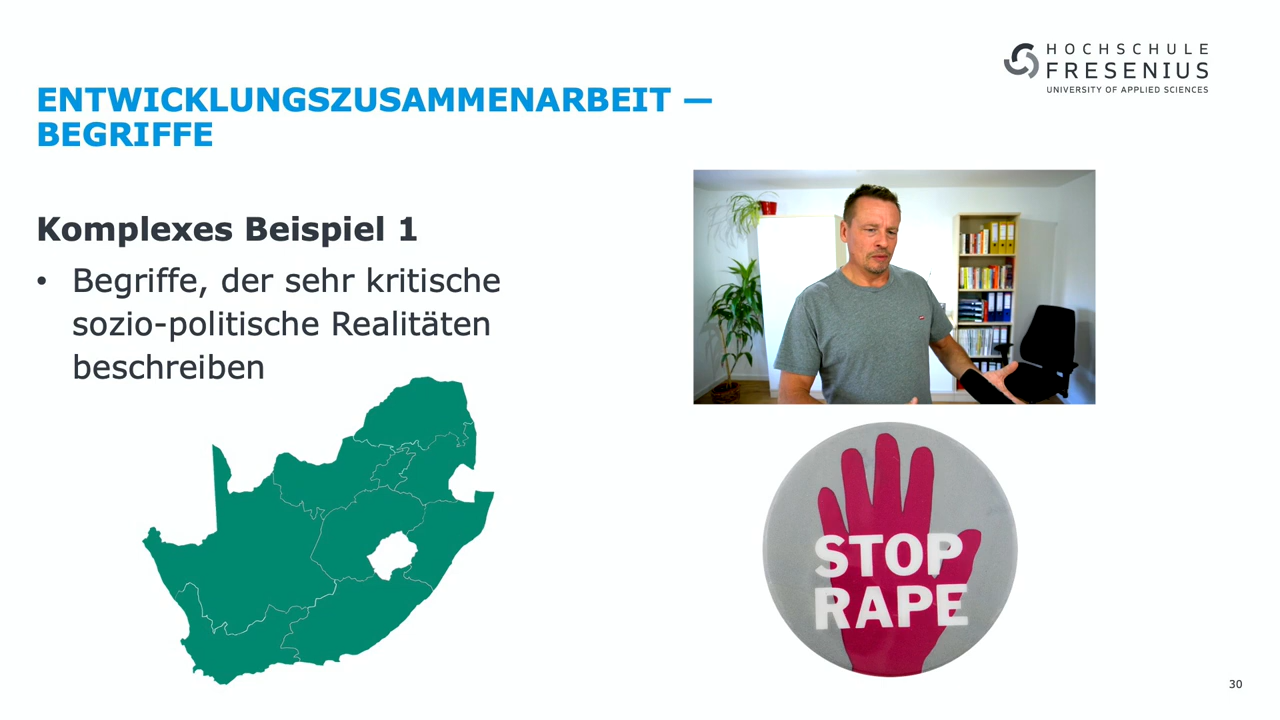 HOCHSCHULE
FRESENIUS
UNIVERSITY OF APPLIED SCIENCES
ENTWICKLUNGSZUSAMMENARBEIT —
BEGRIFFE
Komplexes Beispiel 1
• Begriffe, der sehr kritische
sozio-politische Realitäten
beschreiben
STOP
RAPE
30